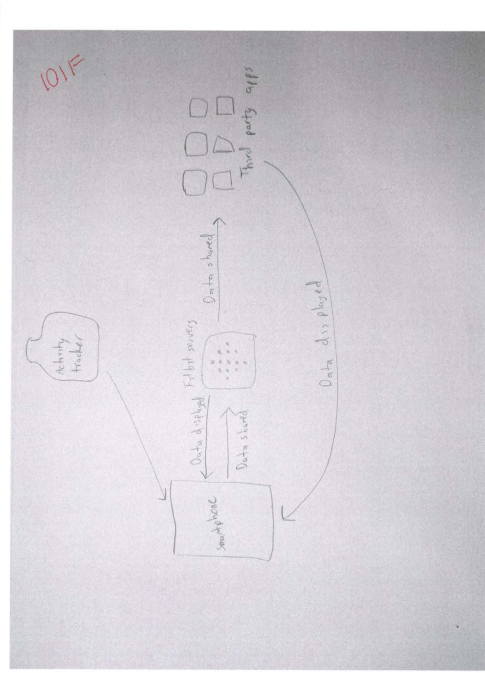 101F
Activity
tracker
Smartphone
Data displayed
Data shared
Fitbit servers
Data shared
Third party apps
Data displayed